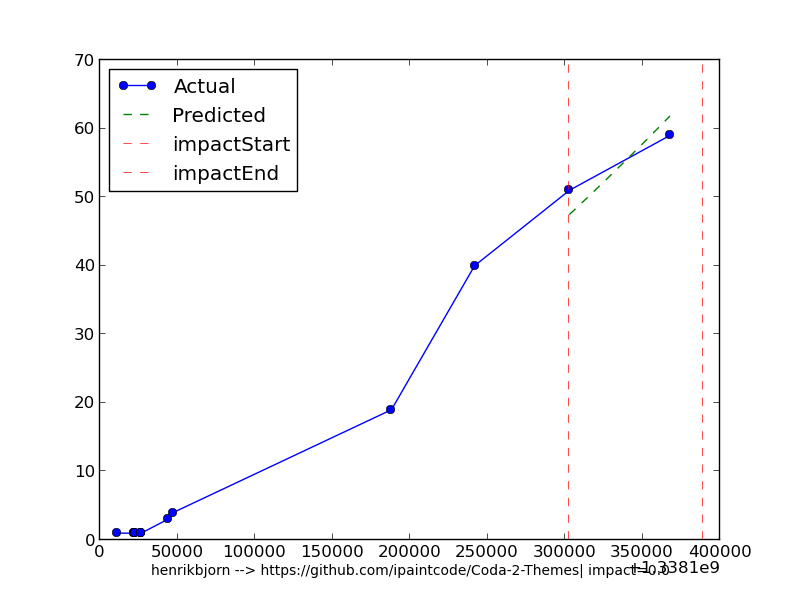 70
60
50
40
30
20
10
0
Actual
Predicted
impactStart
impactEnd
0 50000 100000 150000 200000 250000 300000 350000 400000
+1.3381e9
henrikbjorn --> https://github.com/ipaintcode/Coda-2-Themes| impact=0.0